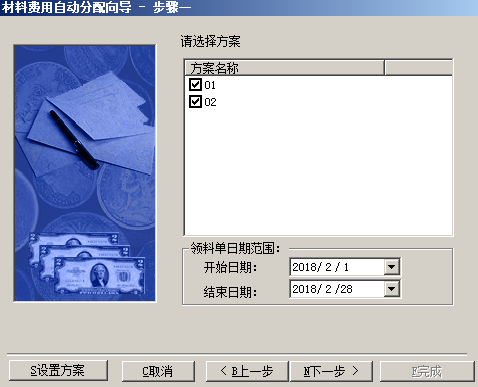 材料费用自动分配向导 - 步骤一
请选择方案
方案名称
01
02
领料单日期范围:
开始日期: 2018/ 2 / 1
结束日期: 2018/ 2 /28
S设置方案 C取消 < B上一步 N下一步 > F完成